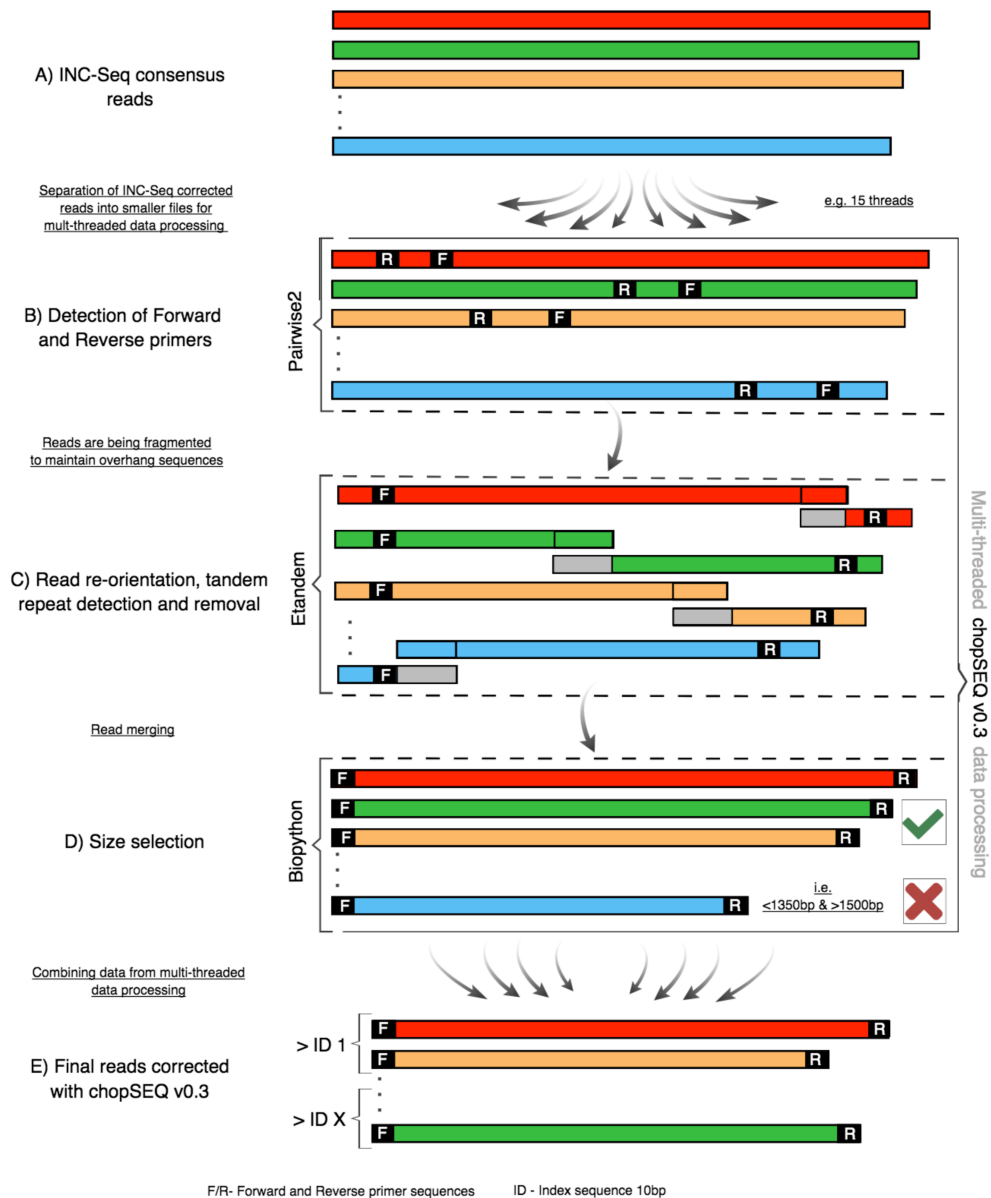 A) INC-Seq consensus
reads
Separation of INC-Seq corrected
reads into smaller files for
mult-threaded data processing
e.g. 15 threads
B) Detection of Forward
and Reverse primers
Pairwise2
R F
R F
R F
R F
Reads are being fragmented
to maintain overhang sequences
C) Read re-orientation, tandem
repeat detection and removal
Etandem
F
R
F
R
F
R
R
F
Multi-threaded chopSEQ v0.3 data processing
Read merging
D) Size selection
Biopython
F R
F R
F R
F R
i.e.
<1350bp & >1500bp
Combining data from multi-threaded
data processing
E) Final reads corrected
with chopSEQ v0.3
> ID 1
F R
F R
> ID X
F R
F/R- Forward and Reverse primer sequences
ID - Index sequence 10bp